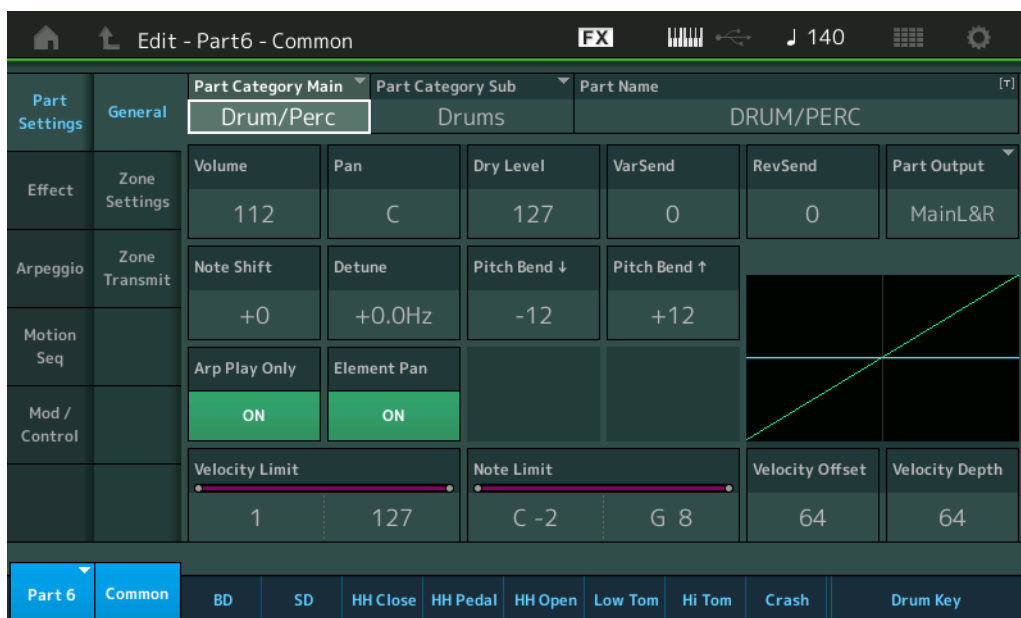 Edit - Part6 - Common
FX
♩ 140
Part Settings
Effect
Arpeggio
Motion Seq
Mod / Control
General
Zone Settings
Zone Transmit
Part Category Main
Drum/Perc
Part Category Sub
Drums
Part Name
[T]
DRUM/PERC
Volume
112
Pan
C
Dry Level
127
VarSend
0
RevSend
0
Part Output
MainL&R
Note Shift
+0
Detune
+0.0Hz
Pitch Bend ↓
-12
Pitch Bend ↑
+12
Arp Play Only
ON
Element Pan
ON
Velocity Limit
1 127
Note Limit
C -2 G 8
Velocity Offset
64
Velocity Depth
64
Part 6
Common
BD
SD
HH Close
HH Pedal
HH Open
Low Tom
Hi Tom
Crash
Drum Key